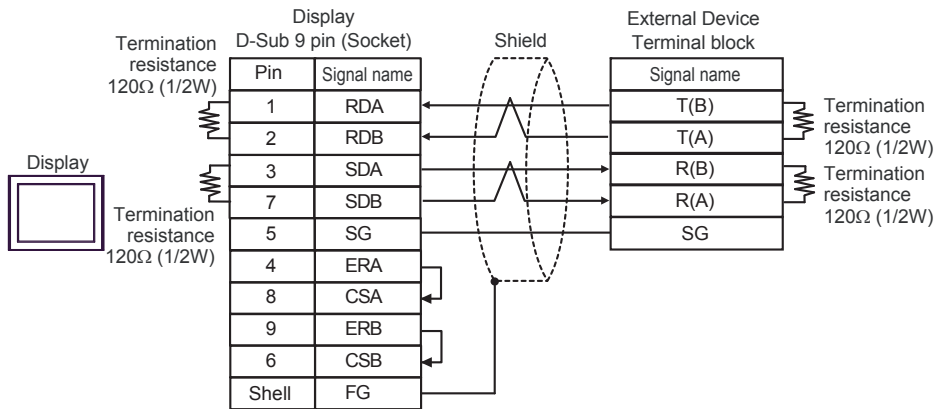 Display
D-Sub 9 pin (Socket)
Shield
External Device
Terminal block
Termination
resistance
120Ω (1/2W)
Pin Signal name
1 RDA
2 RDB
3 SDA
7 SDB
5 SG
4 ERA
8 CSA
9 ERB
6 CSB
Shell FG
Display
Termination
resistance
120Ω (1/2W)
Signal name
T(B)
T(A)
R(B)
R(A)
SG
Termination
resistance
120Ω (1/2W)
Termination
resistance
120Ω (1/2W)